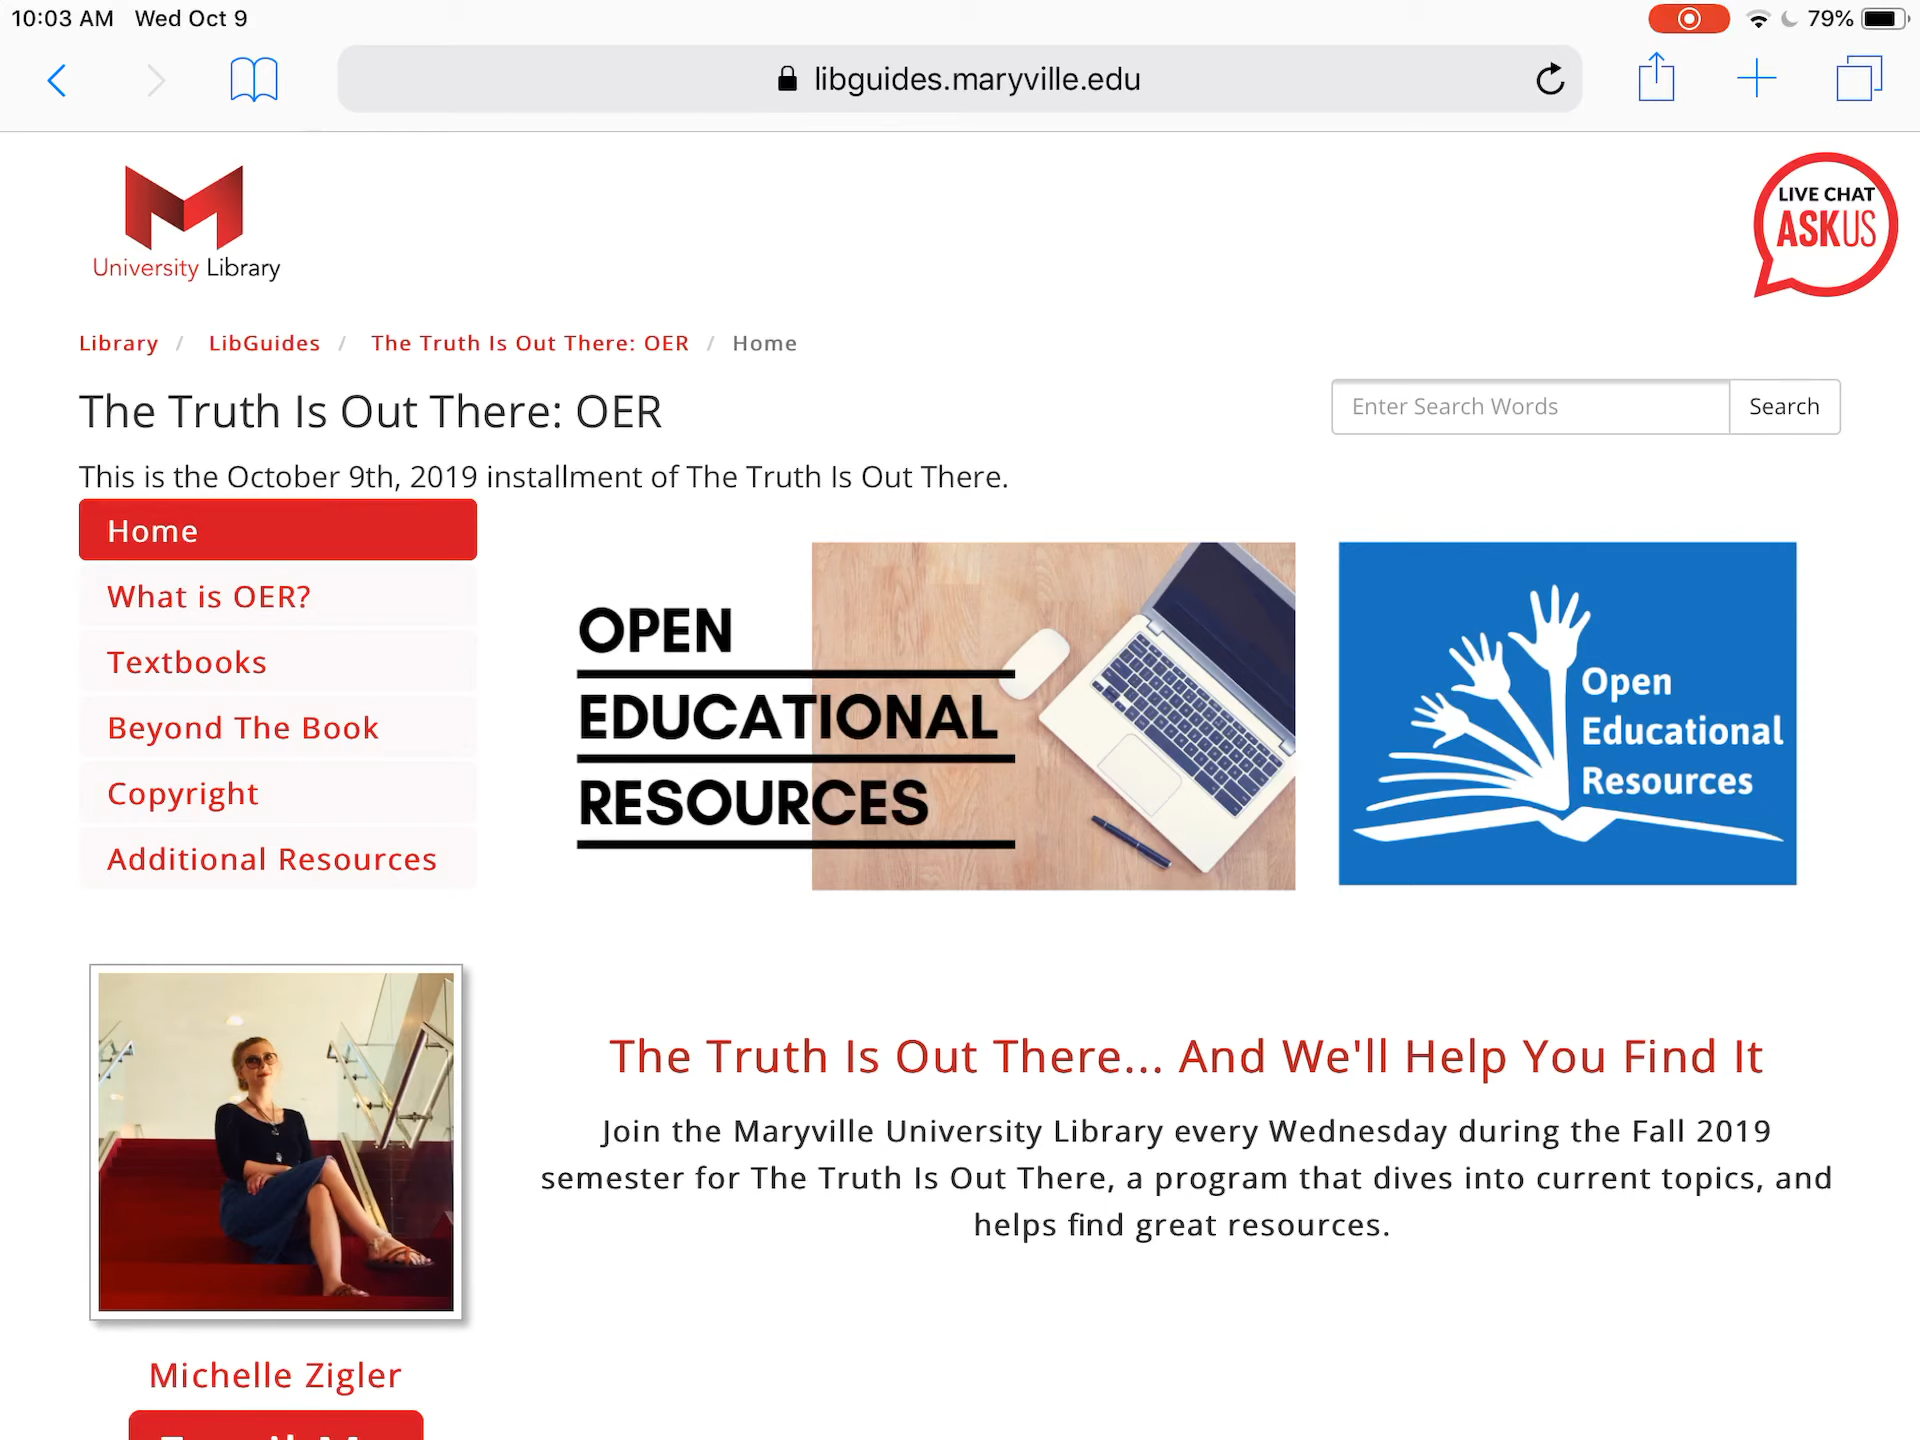 10:03 AM Wed Oct 9
79%
libguides.maryville.edu
University Library
LIVE CHAT
ASKUS
Library / LibGuides / The Truth Is Out There: OER / Home
The Truth Is Out There: OER
Enter Search Words
Search
This is the October 9th, 2019 installment of The Truth Is Out There.
Home
What is OER?
Textbooks
Beyond The Book
Copyright
Additional Resources
OPEN
EDUCATIONAL
RESOURCES
Open
Educational
Resources
The Truth Is Out There... And We'll Help You Find It
Join the Maryville University Library every Wednesday during the Fall 2019
semester for The Truth Is Out There, a program that dives into current topics, and
helps find great resources.
Michelle Zigler